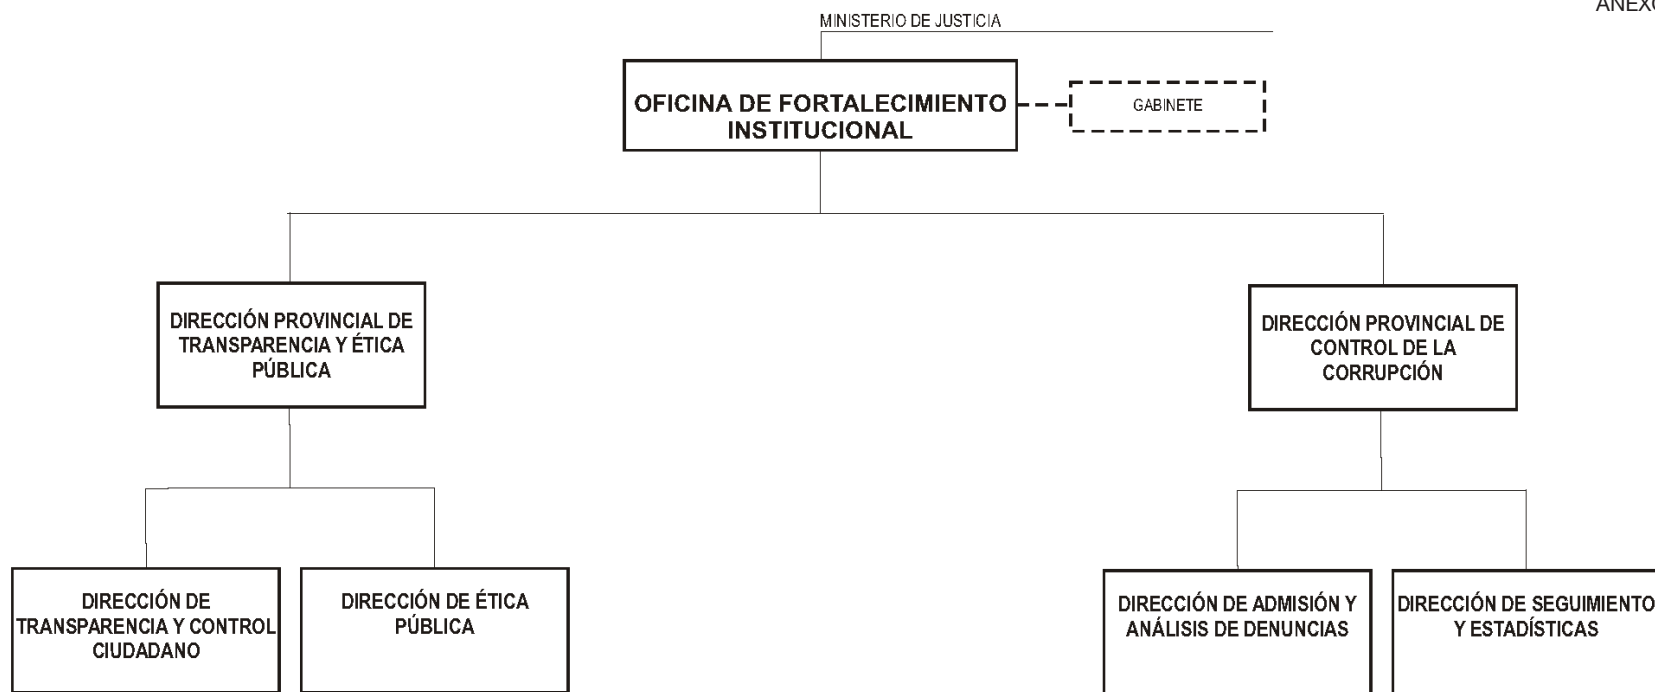 ANEXO
MINISTERIO DE JUSTICIA
OFICINA DE FORTALECIMIENTO
INSTITUCIONAL
GABINETE
DIRECCIÓN PROVINCIAL DE
TRANSPARENCIA Y ÉTICA
PÚBLICA
DIRECCIÓN PROVINCIAL DE
CONTROL DE LA
CORRUPCIÓN
DIRECCIÓN DE
TRANSPARENCIA Y CONTROL
CIUDADANO
DIRECCIÓN DE ÉTICA
PÚBLICA
DIRECCIÓN DE ADMISIÓN Y
ANÁLISIS DE DENUNCIAS
DIRECCIÓN DE SEGUIMIENTO
Y ESTADÍSTICAS